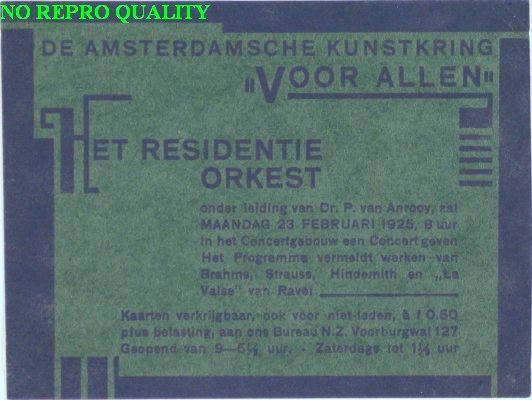 NO REPRO QUALITY
DE AMSTERDAMSCHE KUNSTKRING
„VOOR ALLEN”
HET RESIDENTIE
ORKEST
onder leiding van Dr. P. van Anrooy, zal
MAANDAG 23 FEBRUARI 1925, 8 uur
in het Concertgebouw een Concert geven
Het Programma vermeldt werken van
Brahms, Strauss, Hindemith en „La
Valse” van Ravel
Kaarten verkrijgbaar, ook voor niet-leden, à f 0.50
plus belasting, aan ons Bureau N.Z. Voorburgwal 127
Geopend van 9—5½ uur. - Zaterdags tot 1½ uur